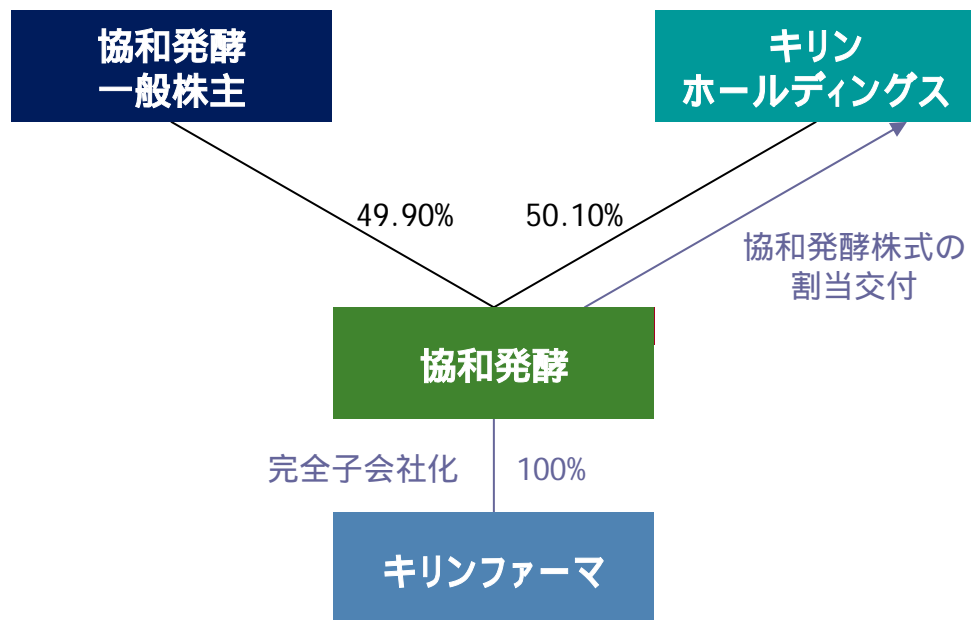 協和発酵
一般株主
キリン
ホールディングス
49.90%
50.10%
協和発酵株式の
割当交付
協和発酵
完全子会社化
100%
キリンファーマ